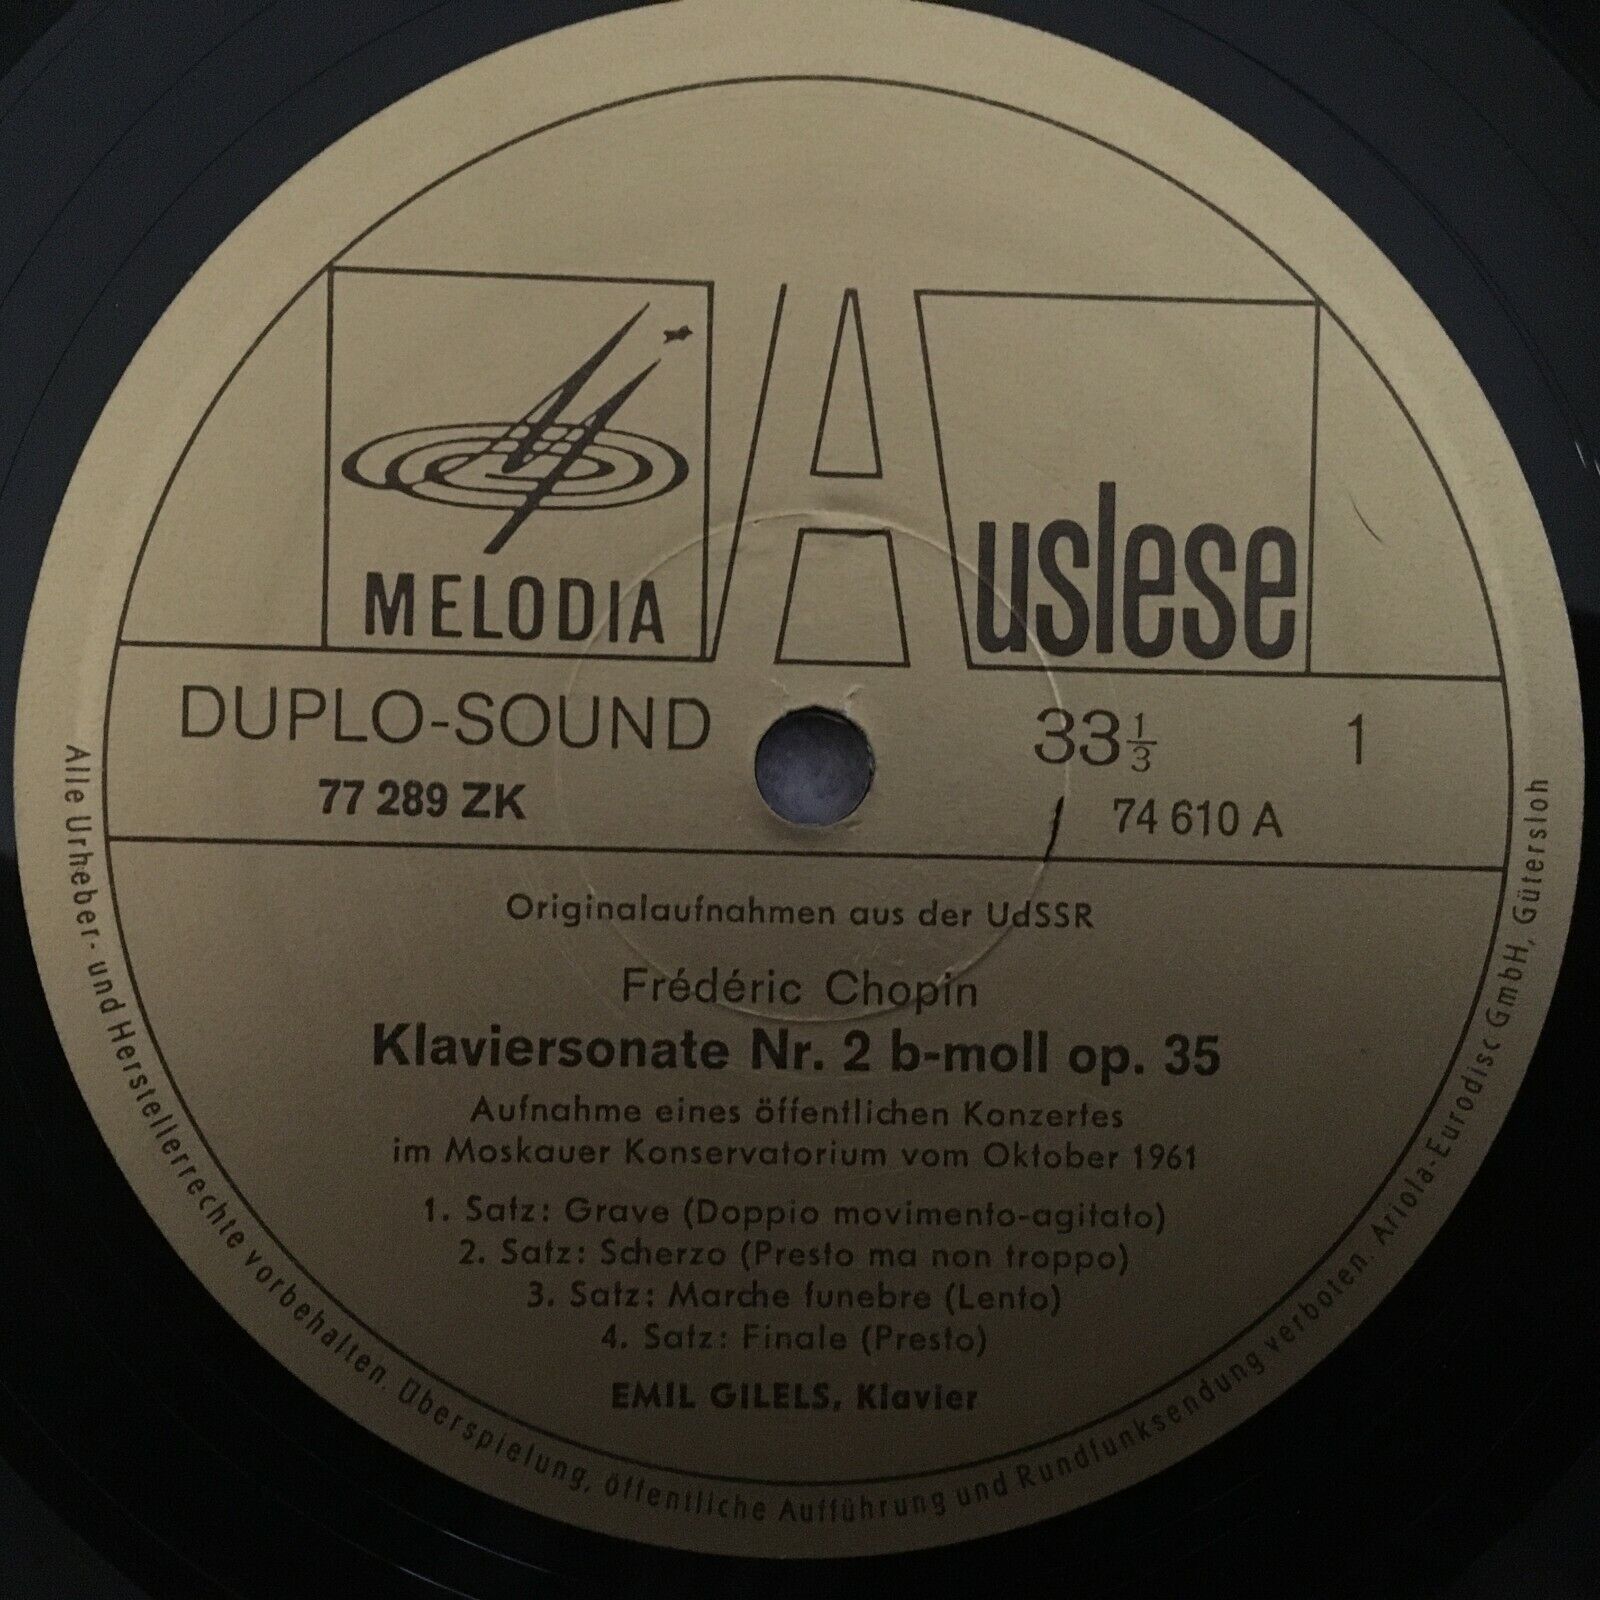 MELODIA
Auslese
DUPLO-SOUND
33 1/3
1
77 289 ZK
74 610 A
Originalaufnahmen aus der UdSSR
Frédéric Chopin
Klaviersonate Nr. 2 b-moll op. 35
Aufnahme eines öffentlichen Konzertes
im Moskauer Konservatorium vom Oktober 1961
1. Satz: Grave (Doppio movimento-agitato)
2. Satz: Scherzo (Presto ma non troppo)
3. Satz: Marche funebre (Lento)
4. Satz: Finale (Presto)
EMIL GILELS, Klavier
Alle Urheber- und Herstellerrechte vorbehalten. Überspielung, öffentliche Aufführung und Rundfunksendung verboten. Ariola-Eurodisc GmbH, Gütersloh